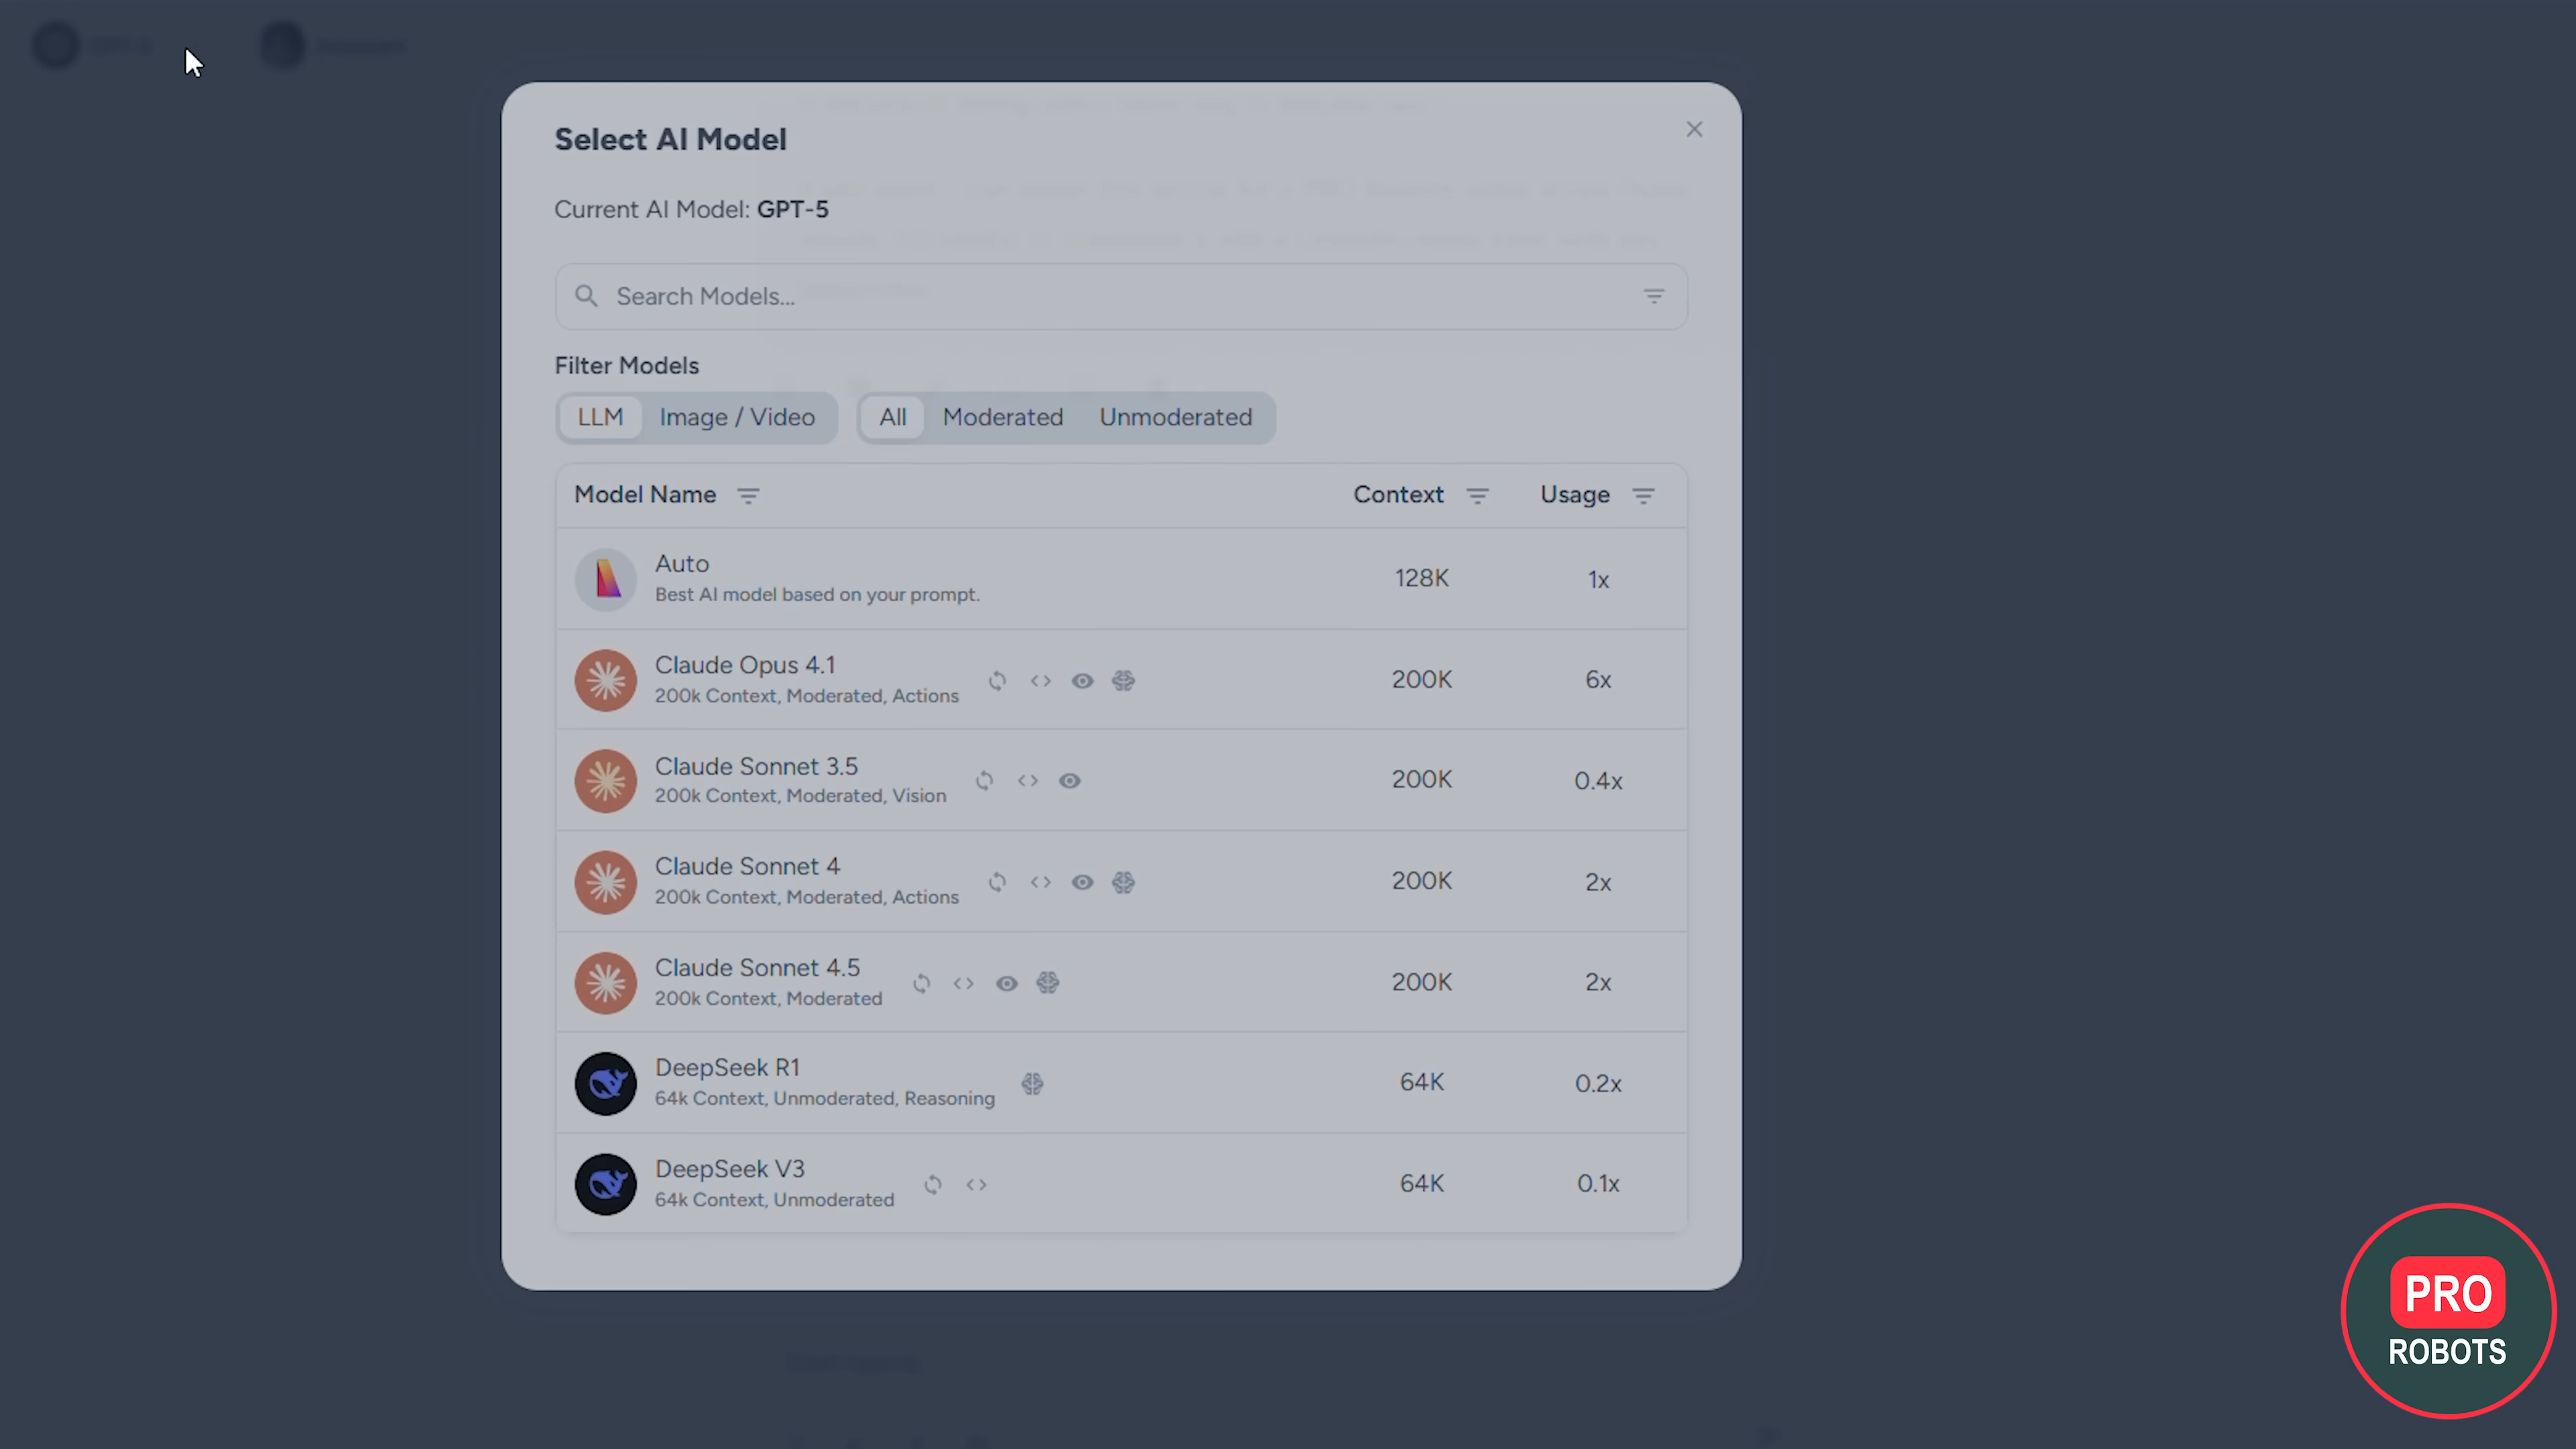 Select AI Model
Current AI Model: GPT-5
Search Models...
Filter Models
LLM Image / Video All Moderated Unmoderated
Model Name Context Usage
Auto
Best AI model based on your prompt.
128K 1x
Claude Opus 4.1
200k Context, Moderated, Actions
200K 6x
Claude Sonnet 3.5
200k Context, Moderated, Vision
200K 0.4x
Claude Sonnet 4
200k Context, Moderated, Actions
200K 2x
Claude Sonnet 4.5
200k Context, Moderated
200K 2x
DeepSeek R1
64k Context, Unmoderated, Reasoning
64K 0.2x
DeepSeek V3
64k Context, Unmoderated
64K 0.1x
PRO
ROBOTS